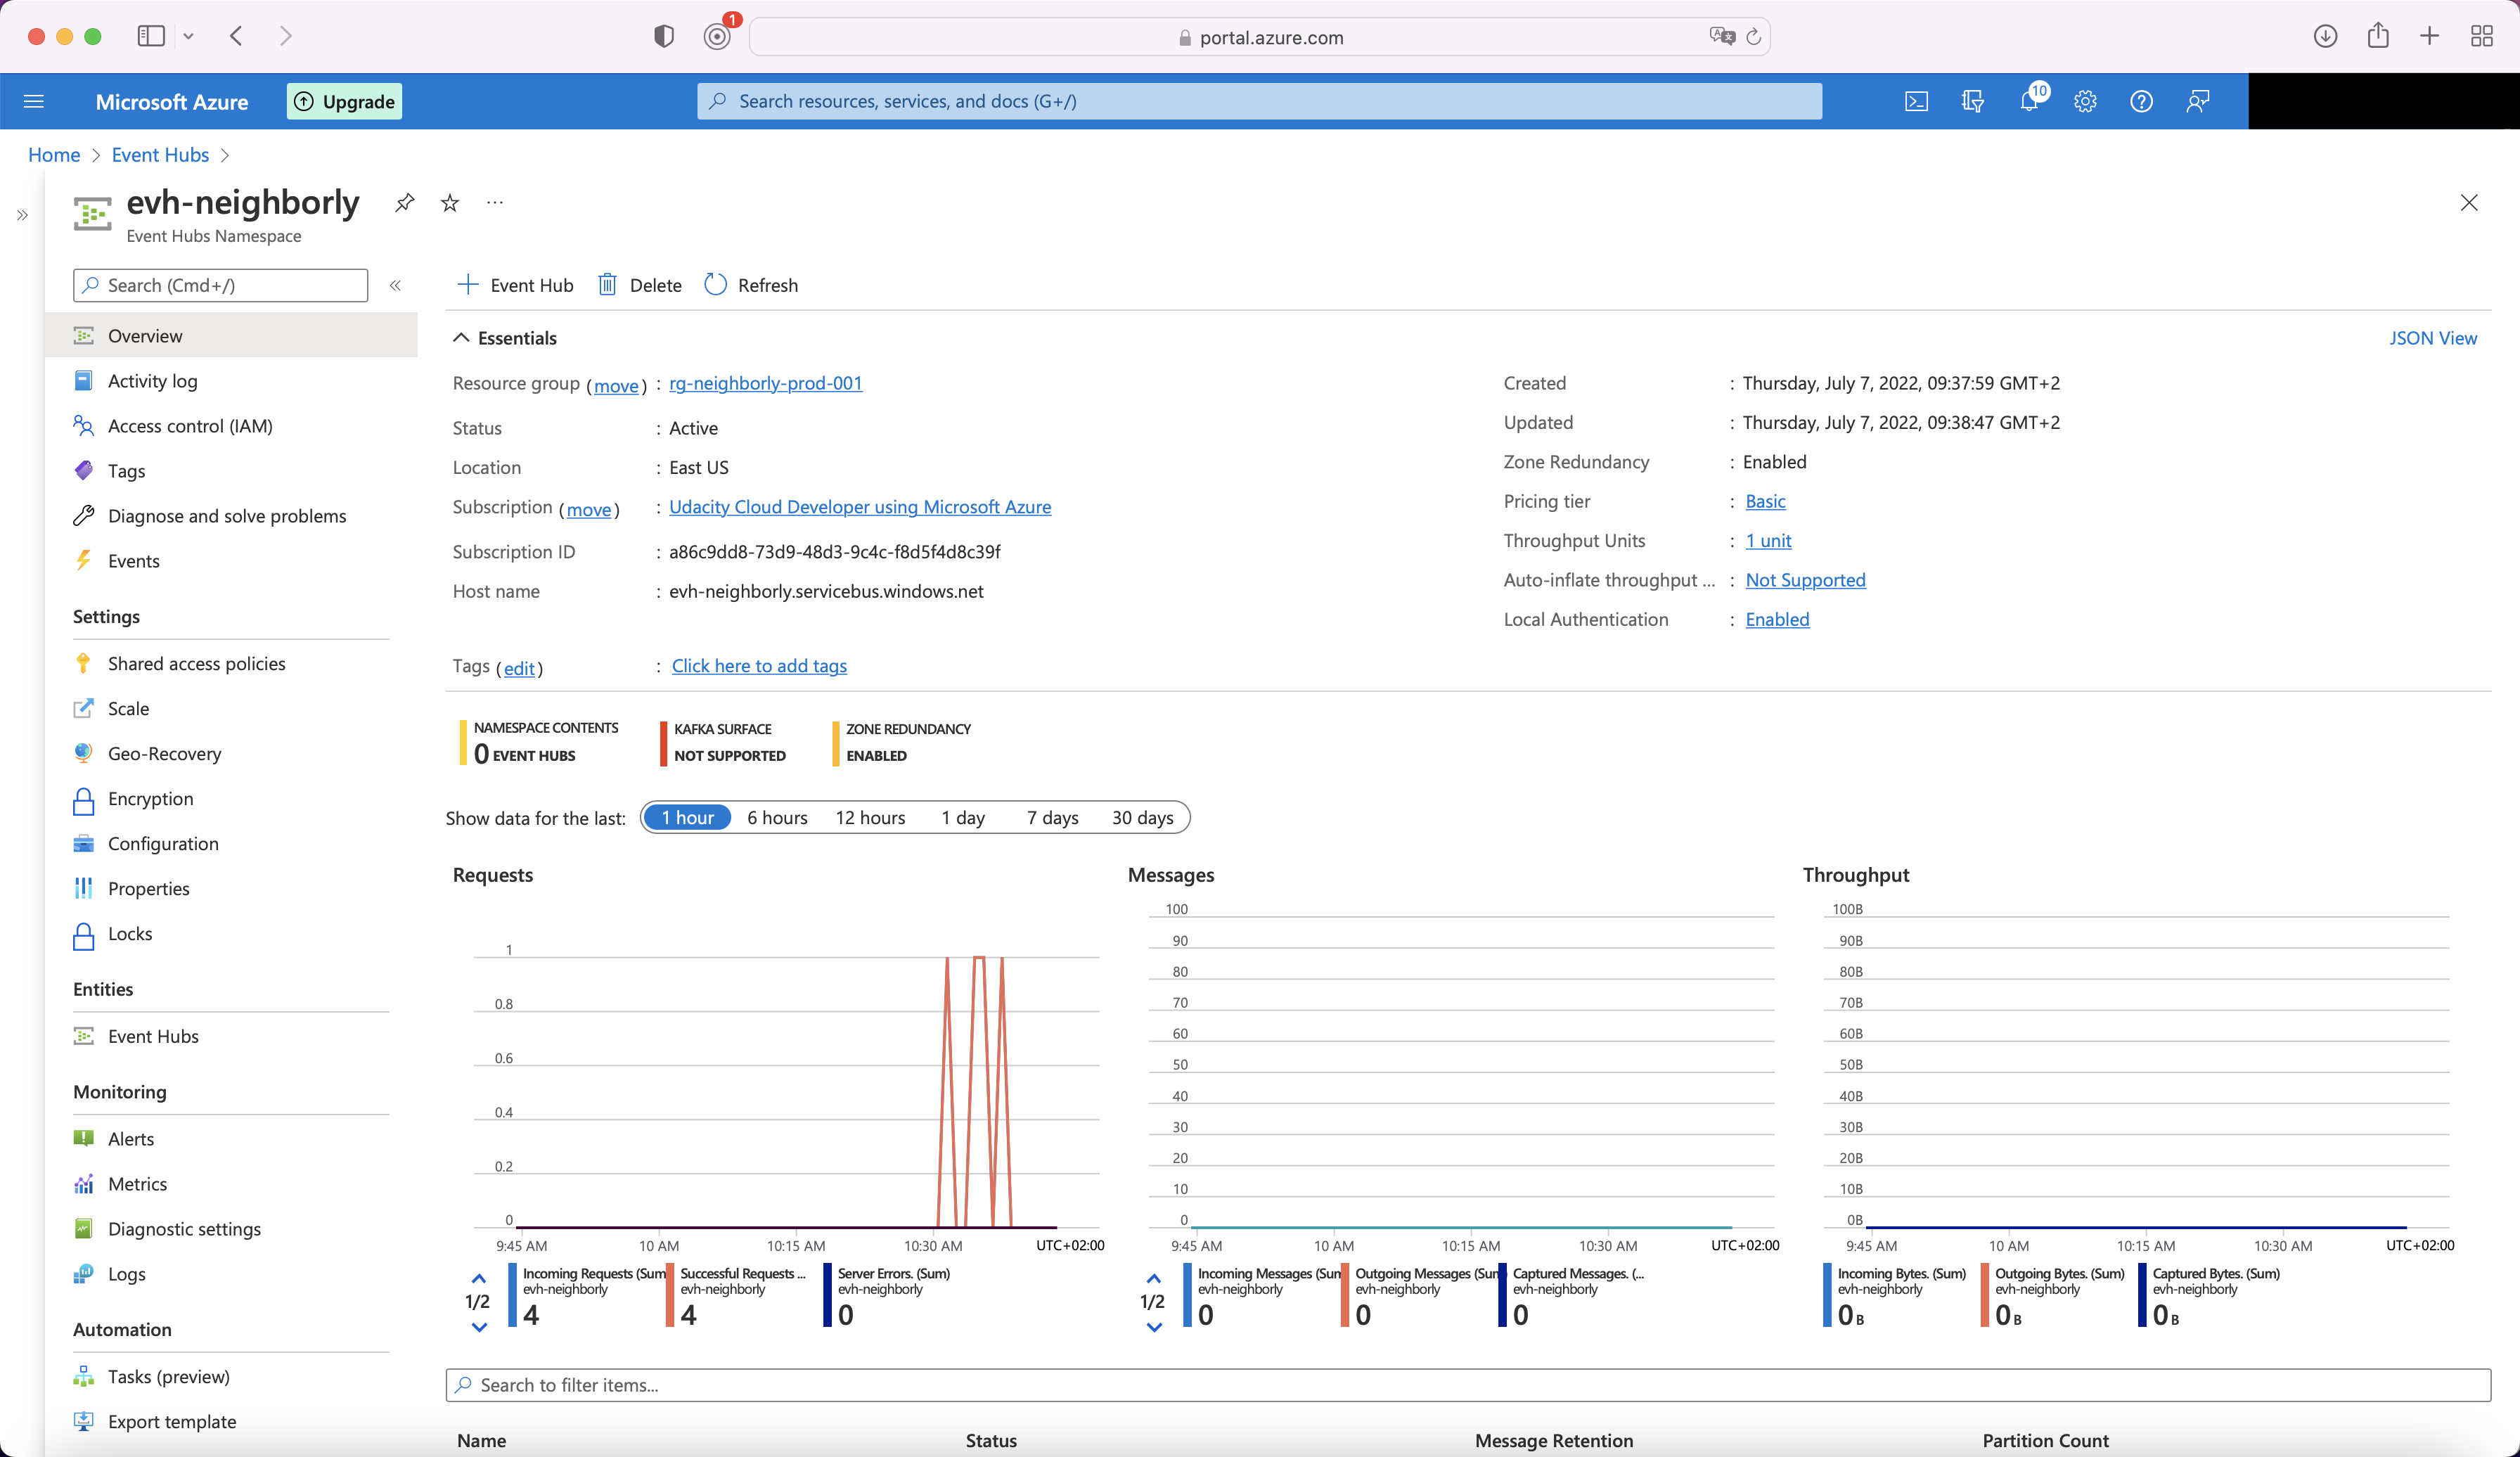 1
portal.azure.com
Microsoft Azure
Upgrade
Search resources, services, and docs (G+/)
10
Home > Event Hubs >
evh-neighborly
Event Hubs Namespace
Search (Cmd+/)
Overview
Activity log
Access control (IAM)
Tags
Diagnose and solve problems
Events
Settings
Shared access policies
Scale
Geo-Recovery
Encryption
Configuration
Properties
Locks
Entities
Event Hubs
Monitoring
Alerts
Metrics
Diagnostic settings
Logs
Automation
Tasks (preview)
Export template
Event Hub Delete Refresh
Essentials
JSON View
Resource group (move) : rg-neighborly-prod-001
Status : Active
Location : East US
Subscription (move) : Udacity Cloud Developer using Microsoft Azure
Subscription ID : a86c9dd8-73d9-48d3-9c4c-f8d5f4d8c39f
Host name : evh-neighborly.servicebus.windows.net
Tags (edit) : Click here to add tags
Created : Thursday, July 7, 2022, 09:37:59 GMT+2
Updated : Thursday, July 7, 2022, 09:38:47 GMT+2
Zone Redundancy : Enabled
Pricing tier : Basic
Throughput Units : 1 unit
Auto-inflate throughput ... : Not Supported
Local Authentication : Enabled
NAMESPACE CONTENTS
0 EVENT HUBS
KAFKA SURFACE
NOT SUPPORTED
ZONE REDUNDANCY
ENABLED
Show data for the last: 1 hour 6 hours 12 hours 1 day 7 days 30 days
Requests
1
0.8
0.6
0.4
0.2
0
9:45 AM 10 AM 10:15 AM 10:30 AM UTC+02:00
1/2
Incoming Requests (Sum
evh-neighborly
4
Successful Requests ...
evh-neighborly
4
Server Errors. (Sum)
evh-neighborly
0
Messages
100
90
80
70
60
50
40
30
20
10
0
9:45 AM 10 AM 10:15 AM 10:30 AM UTC+02:00
1/2
Incoming Messages (Sum
evh-neighborly
0
Outgoing Messages (Sum
evh-neighborly
0
Captured Messages. (...
evh-neighborly
0
Throughput
100B
90B
80B
70B
60B
50B
40B
30B
20B
10B
0B
9:45 AM 10 AM 10:15 AM 10:30 AM UTC+02:00
Incoming Bytes. (Sum)
evh-neighborly
0 B
Outgoing Bytes. (Sum)
evh-neighborly
0 B
Captured Bytes. (Sum)
evh-neighborly
0 B
Search to filter items...
Name Status Message Retention Partition Count